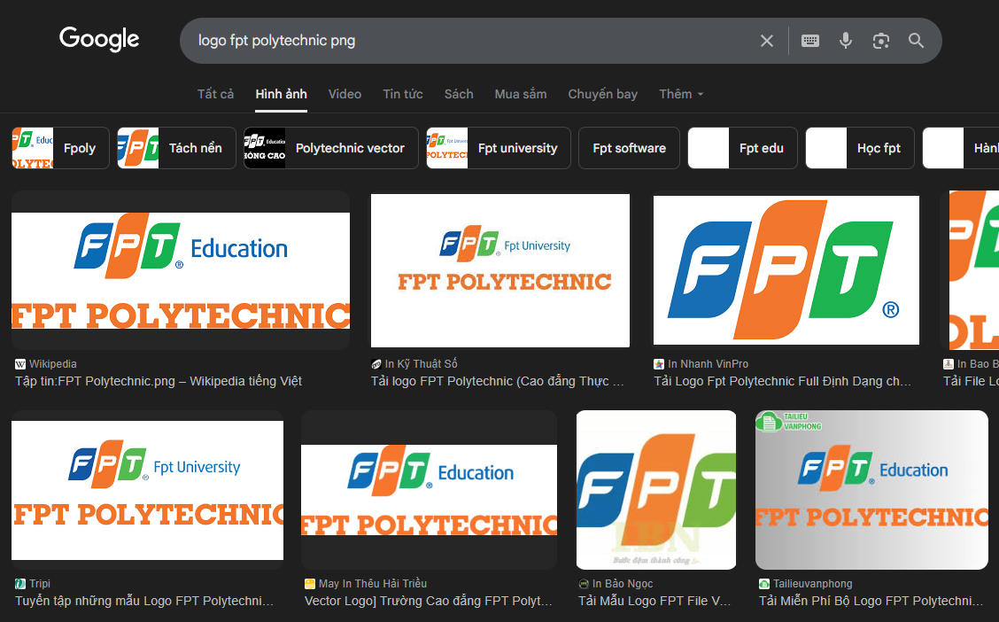 Google
logo fpt polytechnic png
Tất cả Hình ảnh Video Tin tức Sách Mua sắm Chuyến bay Thêm
Fpoly Tách nền Polytechnic vector Fpt university Fpt software Fpt edu Học fpt Hành
FPT® Education
FPT POLYTECHNIC
FPT® Fpt University
FPT POLYTECHNIC
FPT®
Wikipedia In Kỹ Thuật Số In Nhanh VinPro In Bao B
Tập tin:FPT Polytechnic.png – Wikipedia tiếng Việt Tải logo FPT Polytechnic (Cao đẳng Thực ... Tải Logo Fpt Polytechnic Full Định Dạng ch... Tải File Lo
FPT® Fpt University
FPT POLYTECHNIC
FPT® Education
FPT POLYTECHNIC
FPT
IBN
Bước đệm thành công
TAILIEU
VANPHONG
FPT® Education
FPT POLYTECHNIC
Tripi May In Thêu Hải Triều In Bảo Ngọc Tailieuvanphong
Tuyển tập những mẫu Logo FPT Polytechni... Vector Logo] Trường Cao đẳng FPT Polyt... Tải Mẫu Logo FPT File V... Tải Miễn Phí Bộ Logo FPT Polytechni...